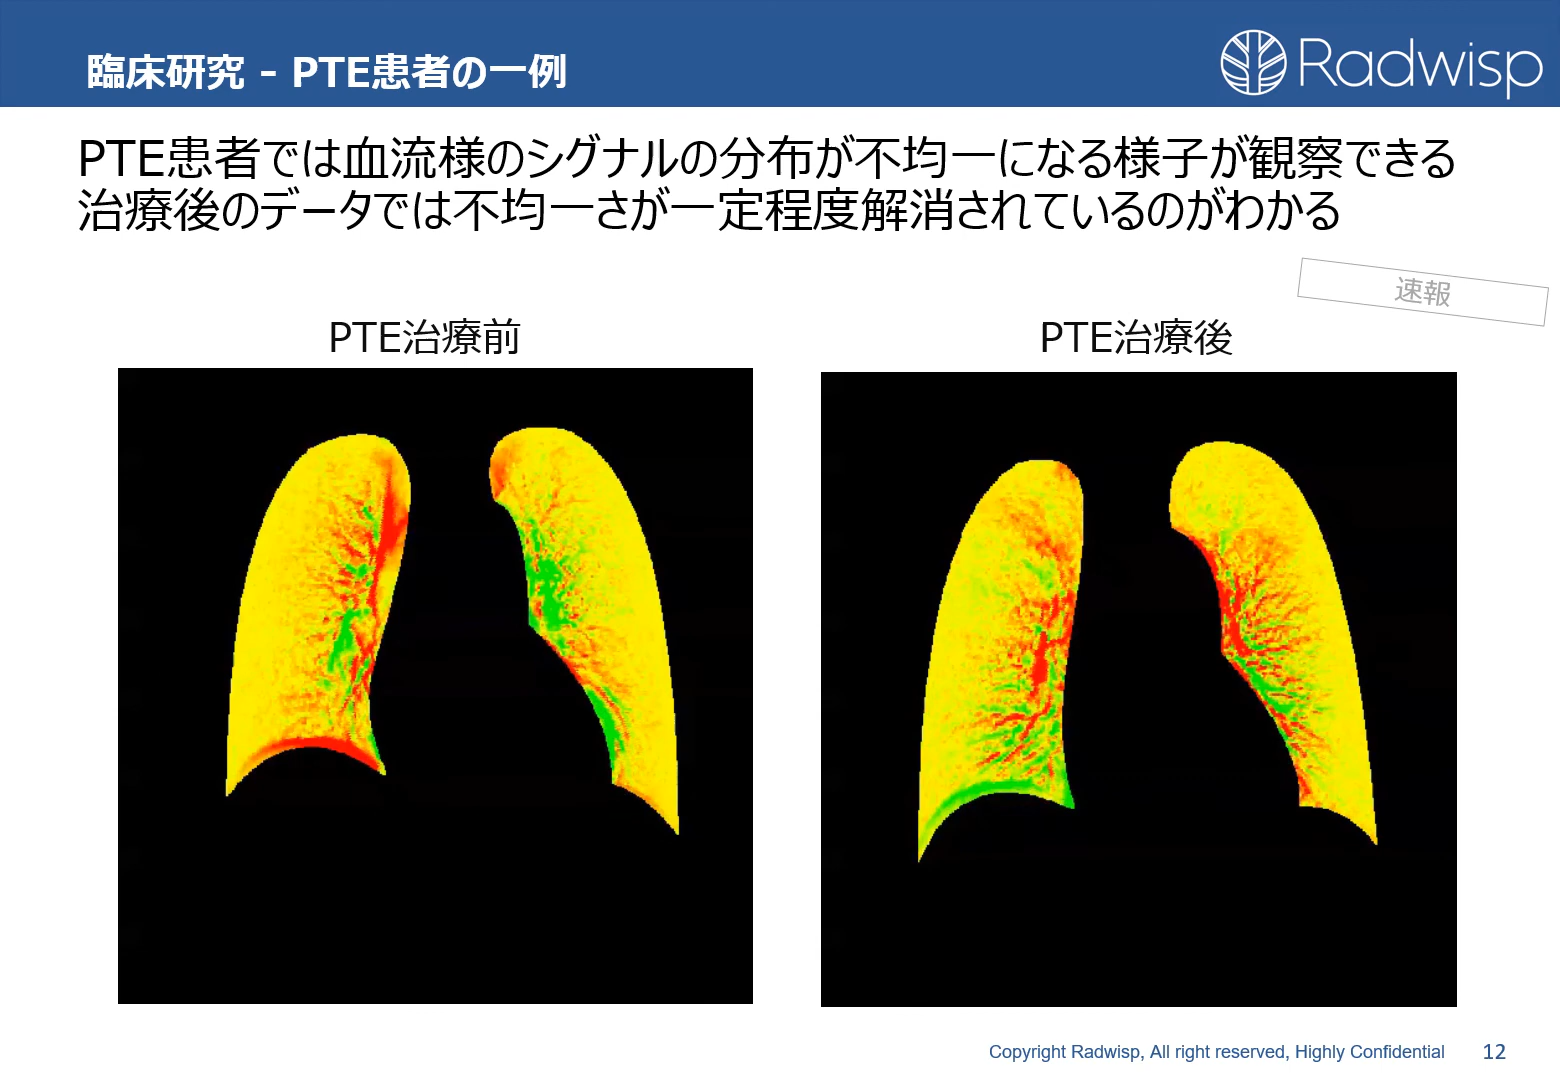 臨床研究 – PTE患者の一例
Radwisp
PTE患者では血流様のシグナルの分布が不均一になる様子が観察できる
治療後のデータでは不均一さが一定程度解消されているのがわかる
速報
PTE治療前
PTE治療後
Copyright Radwisp, All right reserved, Highly Confidential
12